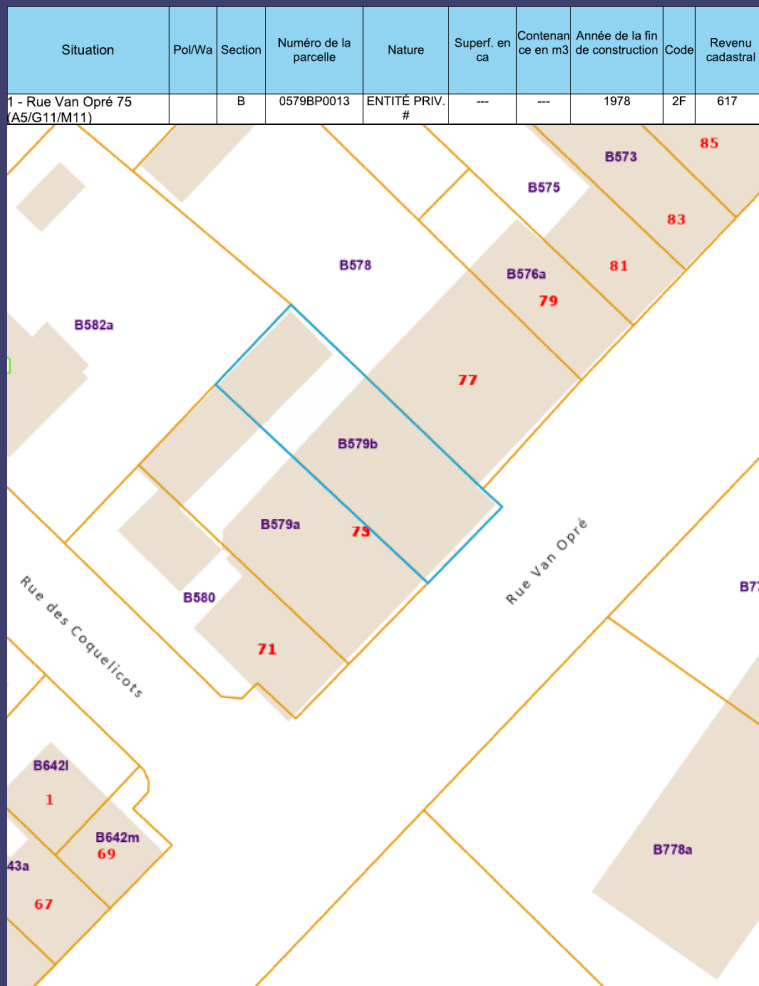 Situation
Pol/Wa
Section
Numéro de la
parcelle
Nature
Superf. en
ca
Contenan
ce en m3
Année de la fin
de construction
Code
Revenu
cadastral
1 - Rue Van Opré 75
(A5/G11/M11)
B
0579BP0013
ENTITÉ PRIV.
#
---
---
1978
2F
617
85
B573
B575
83
B578
81
B576a
79
B582a
77
B579b
B579a
75
Rue Van Opré
B77
B580
Rue des Coquelicots
71
B642l
1
B642m
69
B778a
43a
67